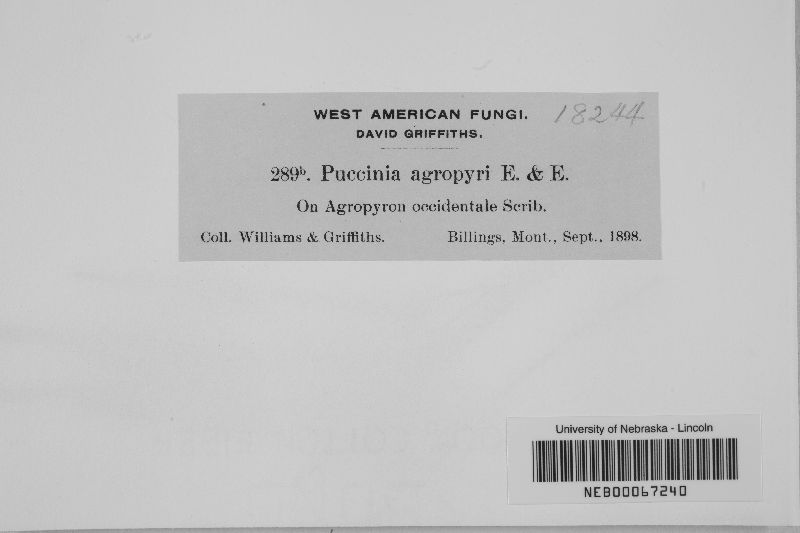 WEST AMERICAN FUNGI. 18244
DAVID GRIFFITHS.
289ᵇ. Puccinia agropyri E. & E.
On Agropyron occidentale Scrib.
Coll. Williams & Griffiths. Billings, Mont., Sept., 1898.
University of Nebraska - Lincoln
NEB00067240